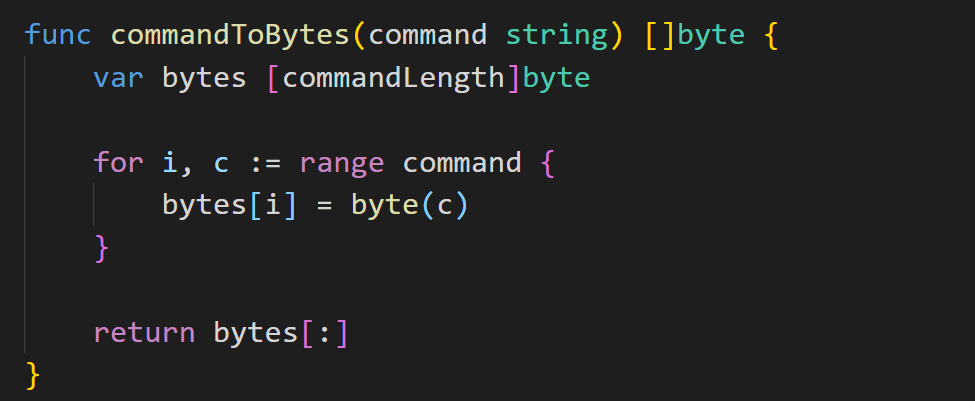 func commandToBytes(command string) []byte {
    var bytes [commandLength]byte

    for i, c := range command {
        bytes[i] = byte(c)
    }

    return bytes[:]
}